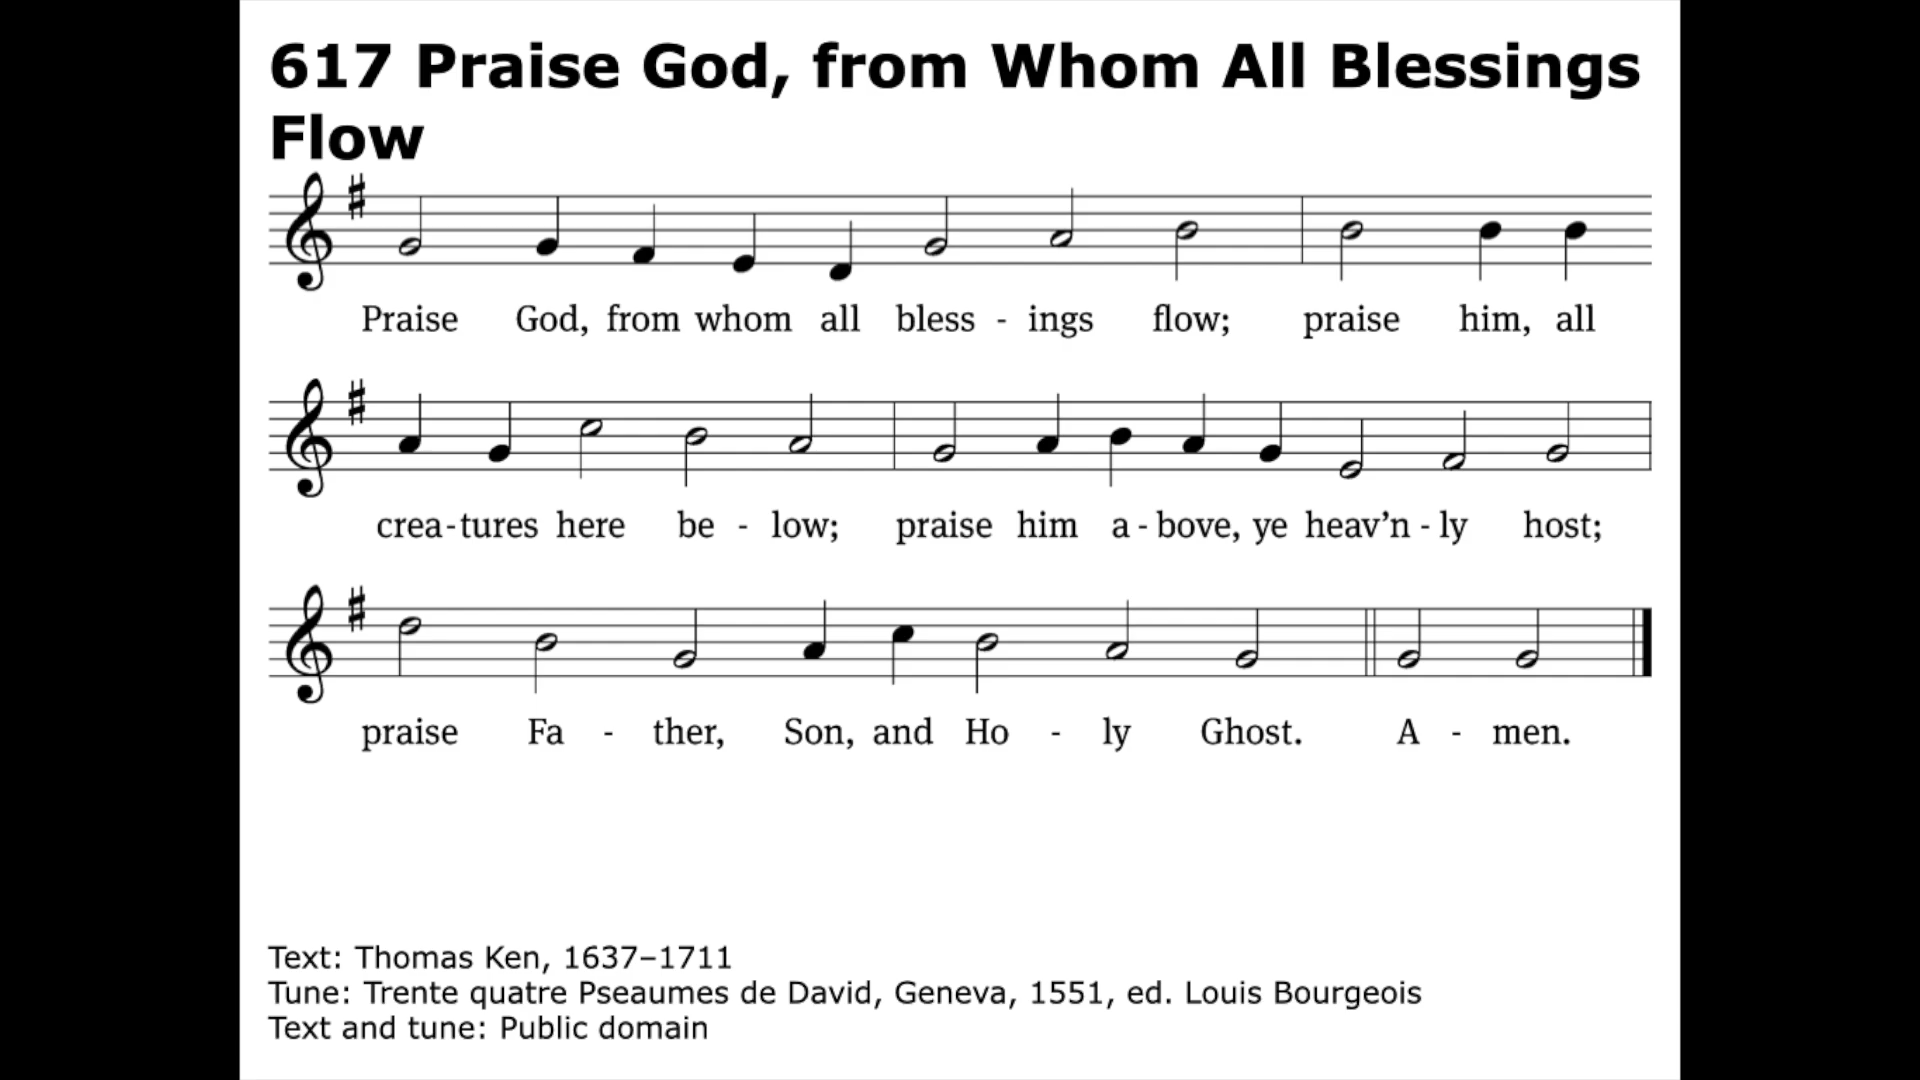 617 Praise God, from Whom All Blessings
Flow
Praise God, from whom all bless - ings flow; praise him, all
crea - tures here be - low; praise him a - bove, ye heav’n - ly host;
praise Fa - ther, Son, and Ho - ly Ghost. A - men.
Text: Thomas Ken, 1637–1711
Tune: Trente quatre Pseaumes de David, Geneva, 1551, ed. Louis Bourgeois
Text and tune: Public domain